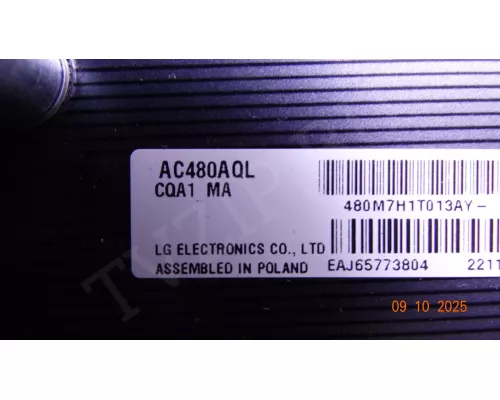 AC480AQL
CQA1 MA
480M7H1T013AY-
LG ELECTRONICS CO., LTD
ASSEMBLED IN POLAND
EAJ65773804 2211
09 10 2025